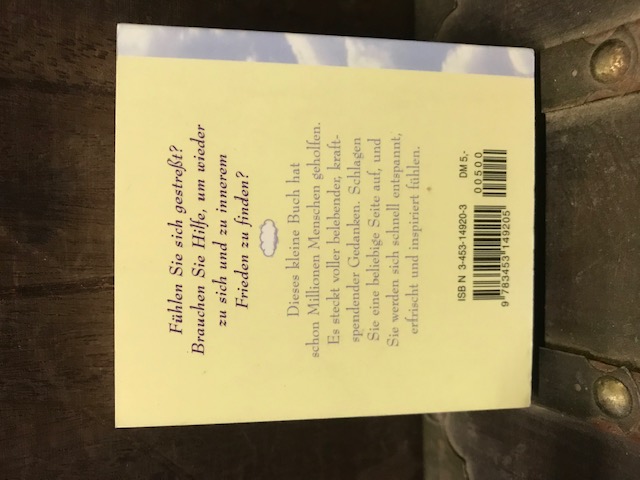 Fühlen Sie sich gestreßt?
Brauchen Sie Hilfe, um wieder
zu sich und zu innerem
Frieden zu finden?
Dieses kleine Buch hat
schon Millionen Menschen geholfen.
Es steckt voller belebender, kraft-
spendender Gedanken. Schlagen
Sie eine beliebige Seite auf, und
Sie werden sich schnell entspannt,
erfrischt und inspiriert fühlen.
ISBN 3-453-14920-3
DM 5,-
00500
9 783453 149205